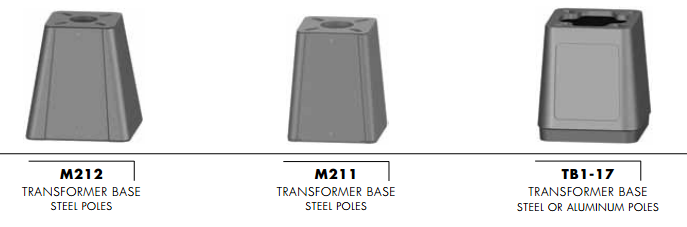 M212
TRANSFORMER BASE
STEEL POLES
M211
TRANSFORMER BASE
STEEL POLES
TB1-17
TRANSFORMER BASE
STEEL OR ALUMINUM POLES